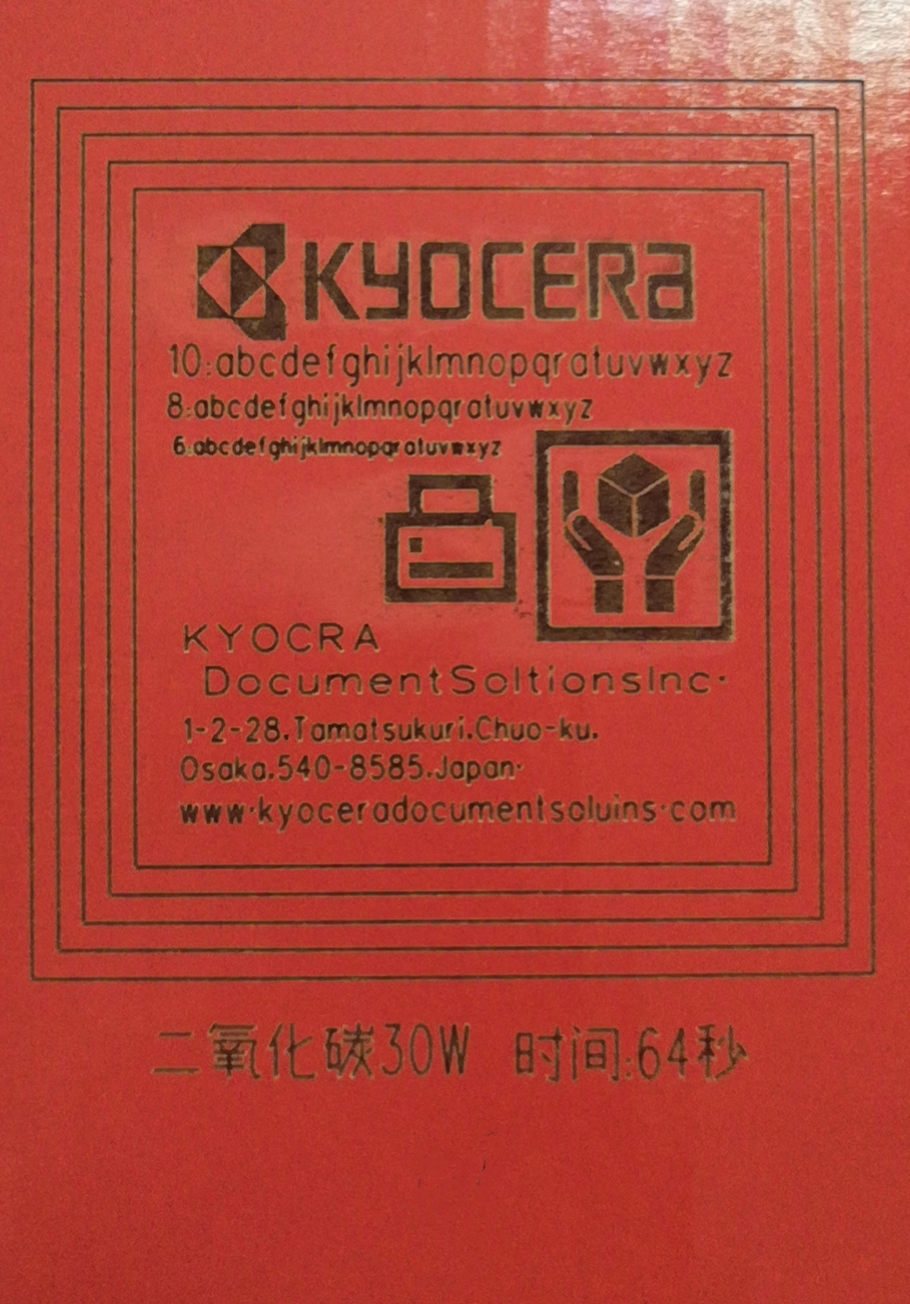 KYOCERA
10:abcdefghijklmnopqratuvwxyz
8:abcdefghijklmnopqratuvwxyz
6:abcdefghijklmnopqratuvwxyz
KYOCRA
DocumentSoltionsInc·
1-2-28.Tamatsukuri.Chuo-ku.
Osaka.540-8585.Japan·
www·kyoceradocumentsoluins·com
二氧化碳30W 时间:64秒